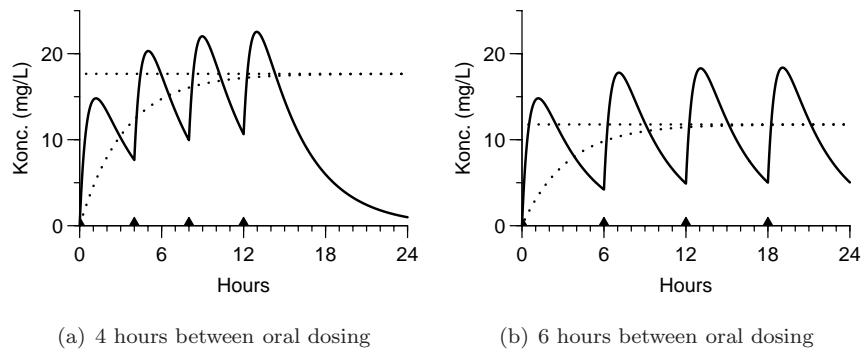 Konc. (mg/L)
20
10
0
0 6 12 18 24
Hours
(a) 4 hours between oral dosing
Konc. (mg/L)
20
10
0
0 6 12 18 24
Hours
(b) 6 hours between oral dosing